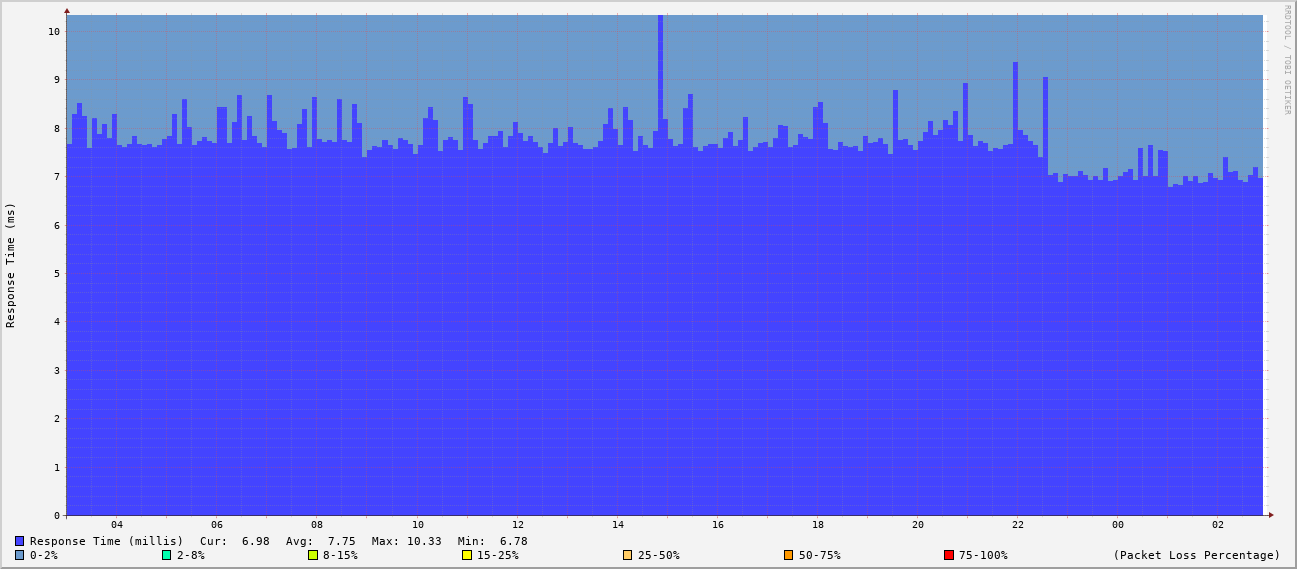 RRDTOOL / TOBI OETIKER
Response Time (ms)
10
9
8
7
6
5
4
3
2
1
0
04 06 08 10 12 14 16 18 20 22 00 02
Response Time (millis) Cur: 6.98 Avg: 7.75 Max: 10.33 Min: 6.78
0-2% 2-8% 8-15% 15-25% 25-50% 50-75% 75-100% (Packet Loss Percentage)